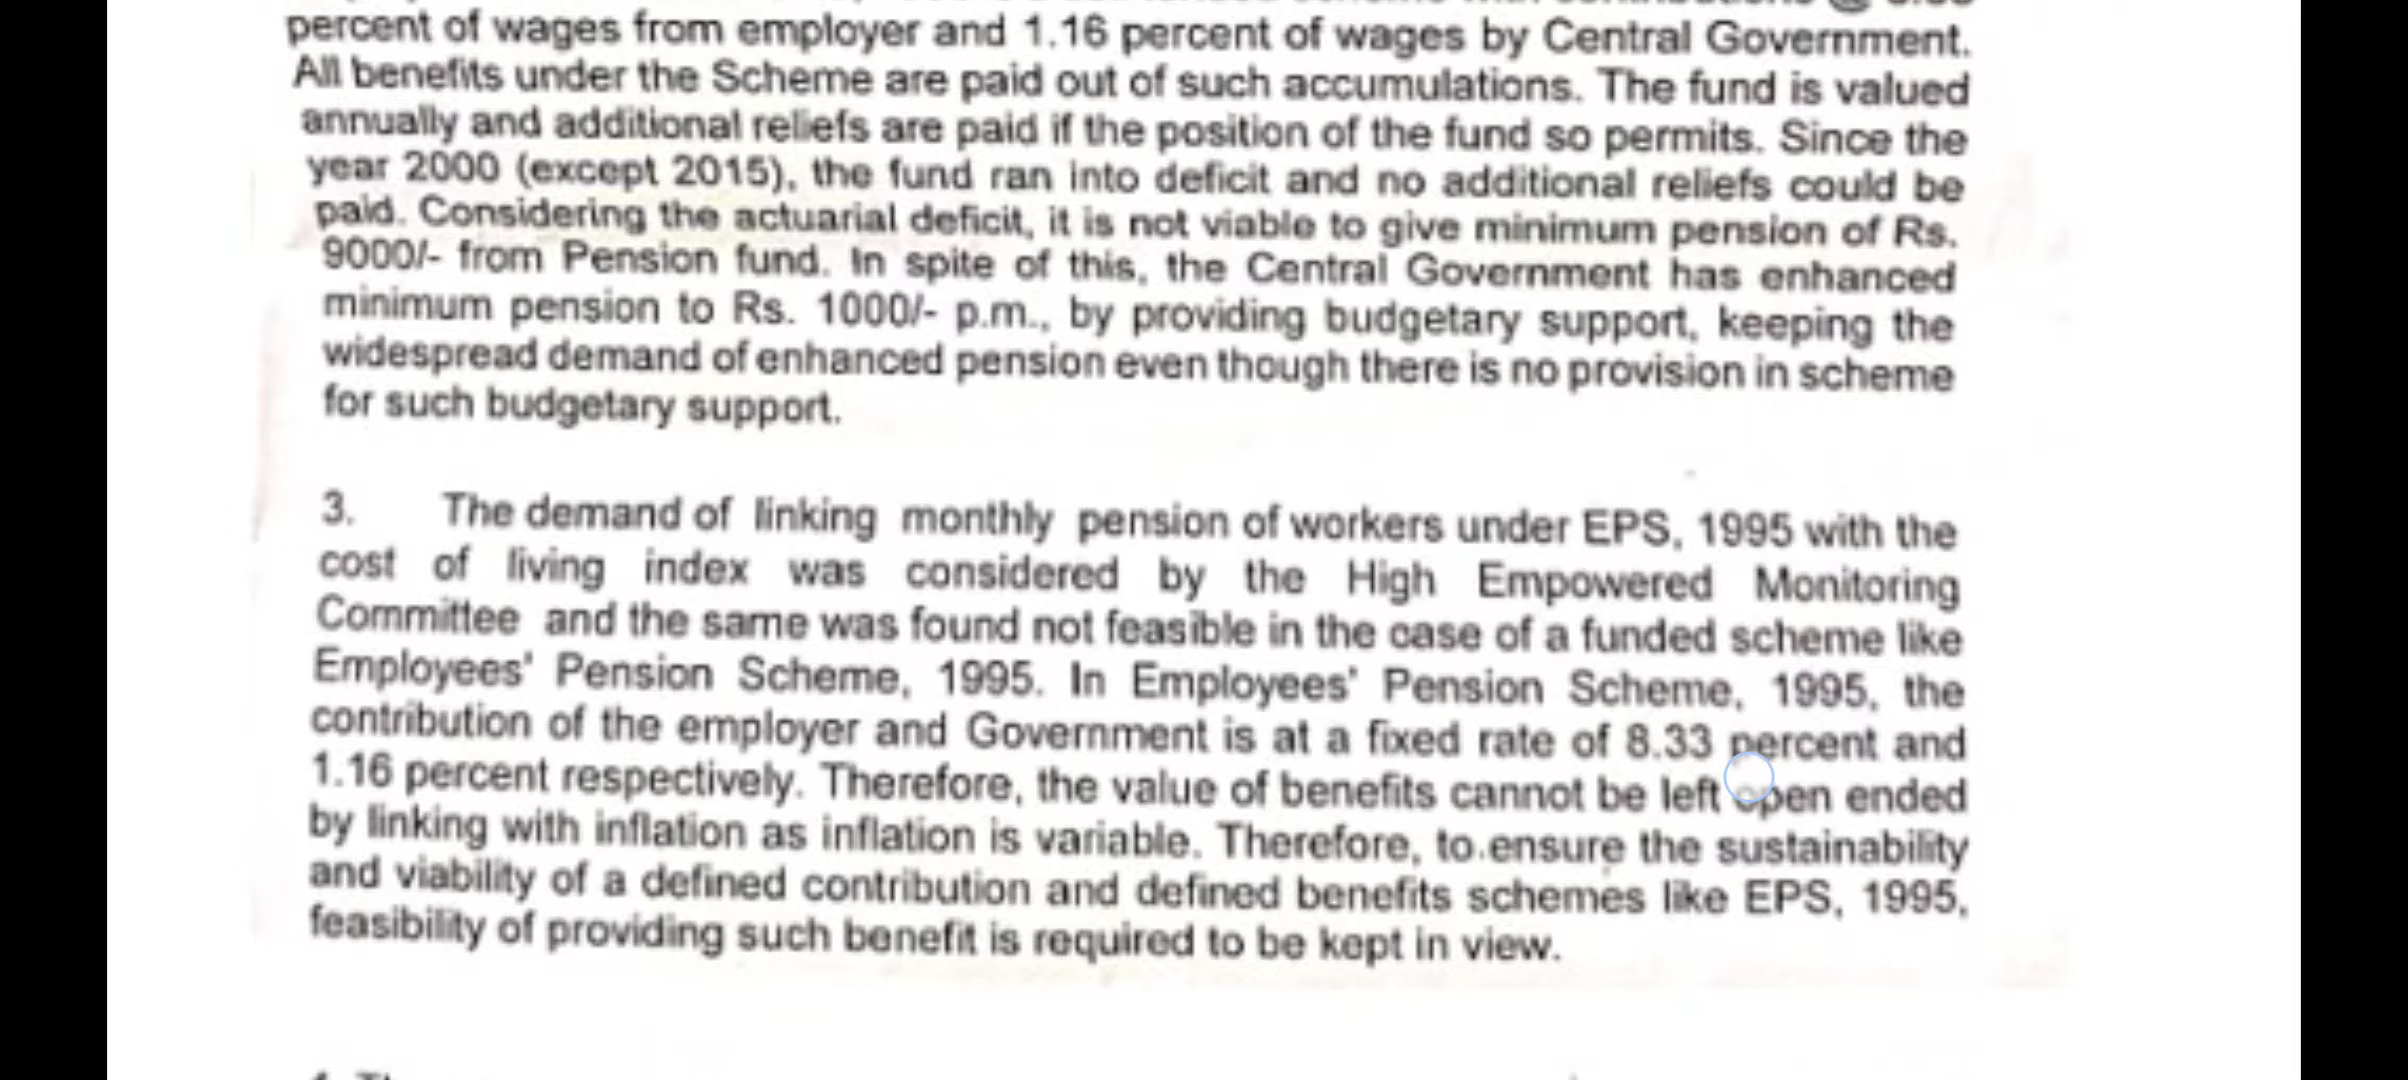 percent of wages from employer and 1.16 percent of wages by Central Government.
All benefits under the Scheme are paid out of such accumulations. The fund is valued
annually and additional reliefs are paid if the position of the fund so permits. Since the
year 2000 (except 2015), the fund ran into deficit and no additional reliefs could be
paid. Considering the actuarial deficit, it is not viable to give minimum pension of Rs.
9000/- from Pension fund. In spite of this, the Central Government has enhanced
minimum pension to Rs. 1000/- p.m., by providing budgetary support, keeping the
widespread demand of enhanced pension even though there is no provision in scheme
for such budgetary support.
3. The demand of linking monthly pension of workers under EPS, 1995 with the
cost of living index was considered by the High Empowered Monitoring
Committee and the same was found not feasible in the case of a funded scheme like
Employees' Pension Scheme, 1995. In Employees' Pension Scheme, 1995, the
contribution of the employer and Government is at a fixed rate of 8.33 percent and
1.16 percent respectively. Therefore, the value of benefits cannot be left open ended
by linking with inflation as inflation is variable. Therefore, to ensure the sustainability
and viability of a defined contribution and defined benefits schemes like EPS, 1995,
feasibility of providing such benefit is required to be kept in view.